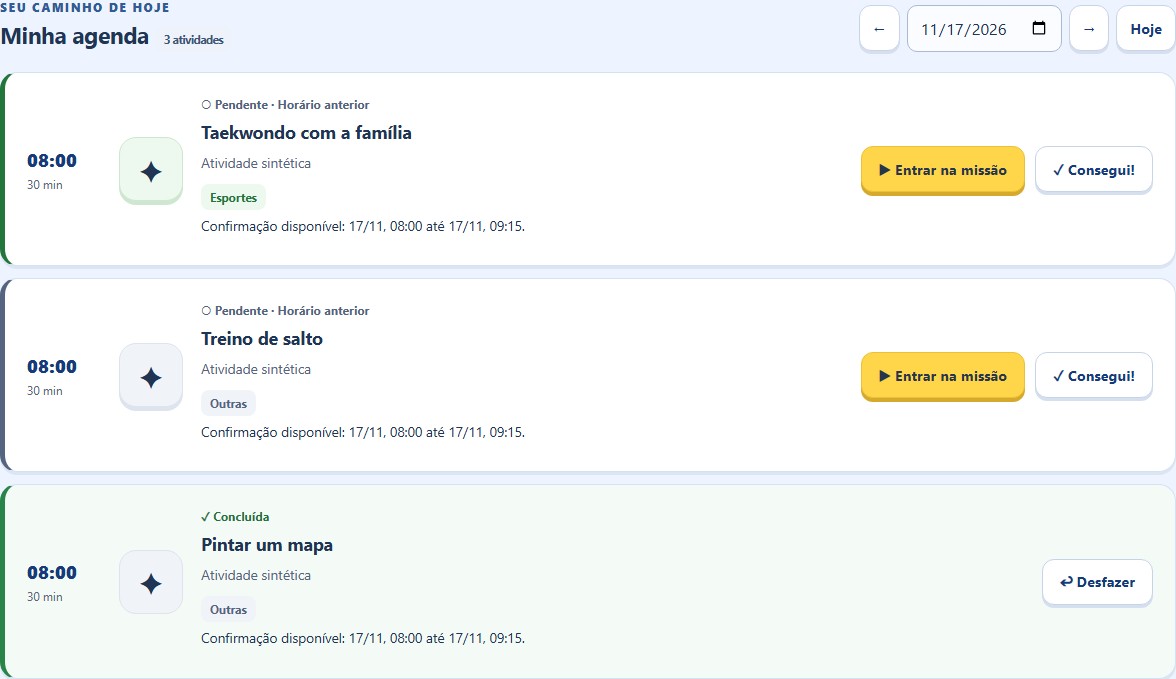 SEU CAMINHO DE HOJE
Minha agenda 3 atividades
← 11/17/2026 → Hoje
○ Pendente · Horário anterior
Taekwondo com a família
08:00
30 min
Atividade sintética
Esportes
Confirmação disponível: 17/11, 08:00 até 17/11, 09:15.
▶ Entrar na missão ✓ Consegui!
○ Pendente · Horário anterior
Treino de salto
08:00
30 min
Atividade sintética
Outras
Confirmação disponível: 17/11, 08:00 até 17/11, 09:15.
▶ Entrar na missão ✓ Consegui!
✓ Concluída
Pintar um mapa
08:00
30 min
Atividade sintética
Outras
Confirmação disponível: 17/11, 08:00 até 17/11, 09:15.
↩ Desfazer